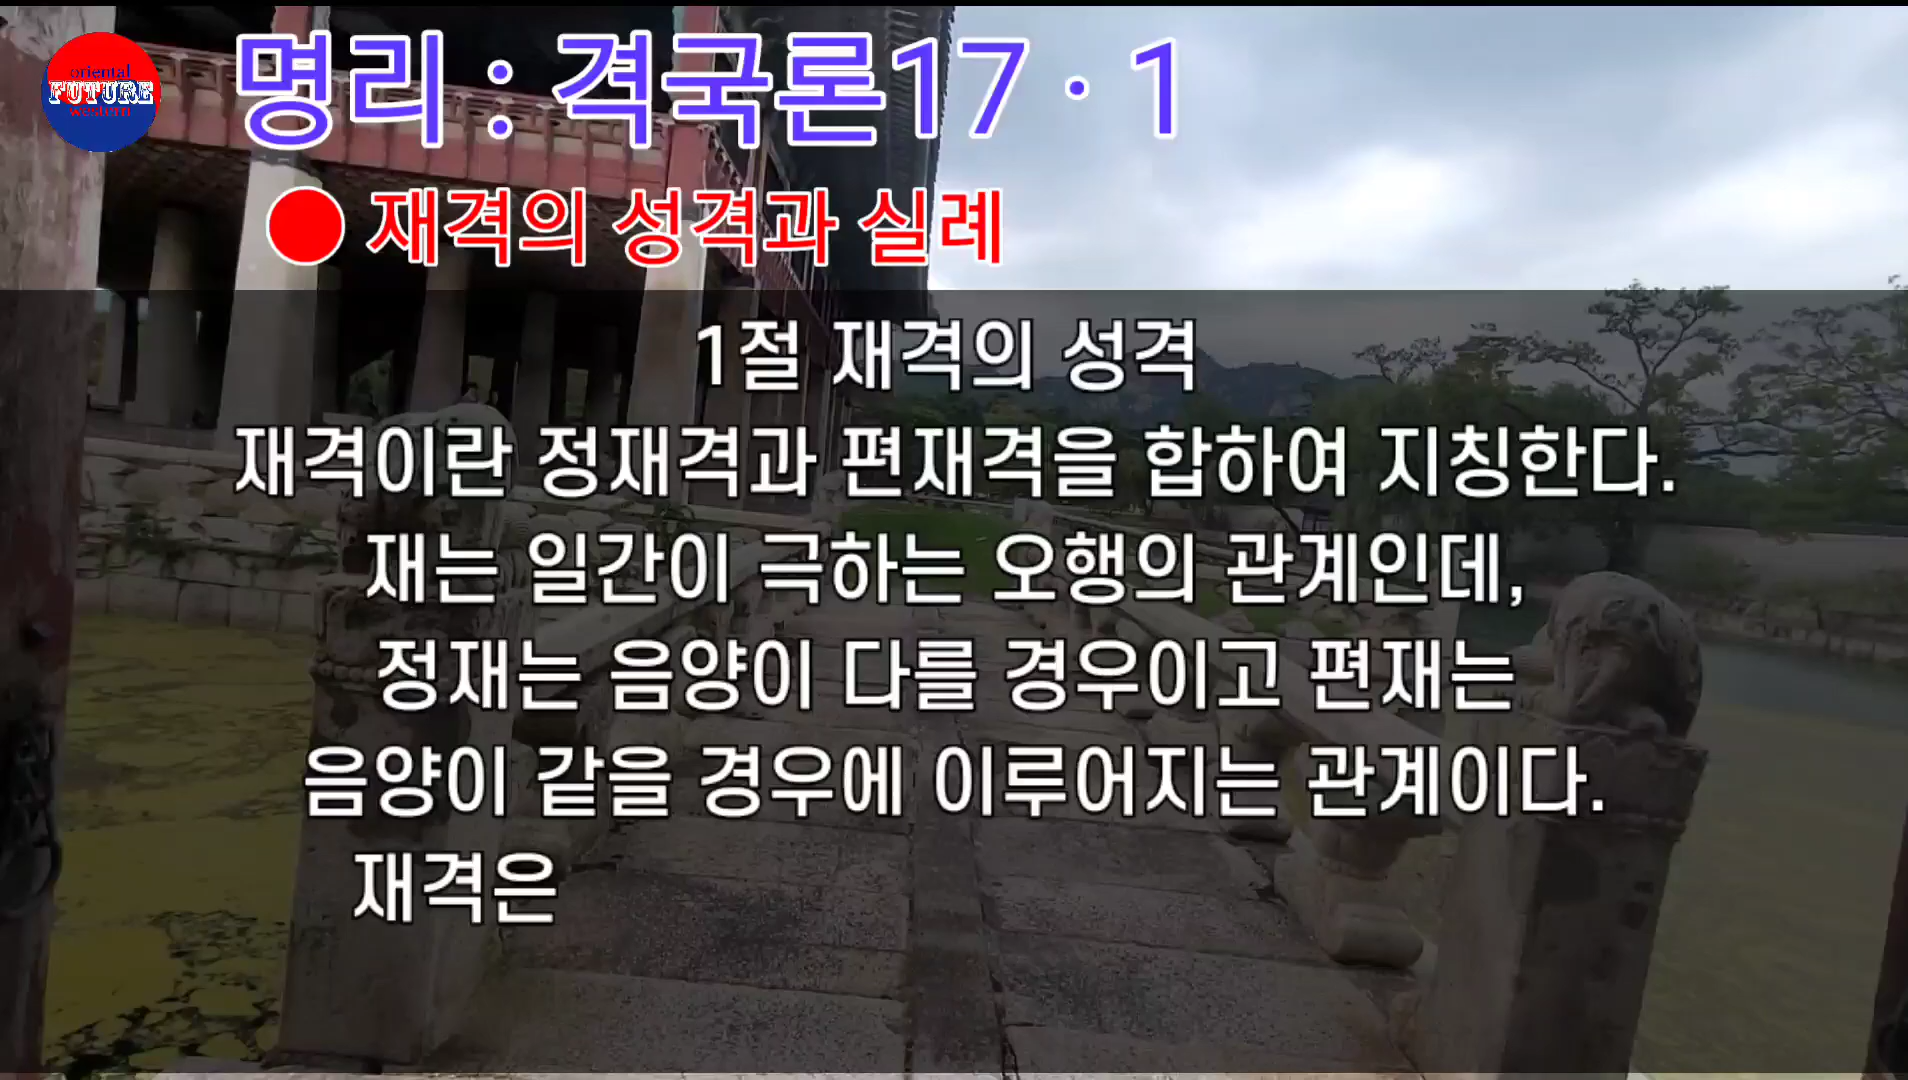 oriental
FUTURE
western
명리 : 격국론17 · 1
재격의 성격과 실례
1절 재격의 성격
재격이란 정재격과 편재격을 합하여 지칭한다.
재는 일간이 극하는 오행의 관계인데,
정재는 음양이 다를 경우이고 편재는
음양이 같을 경우에 이루어지는 관계이다.
재격은